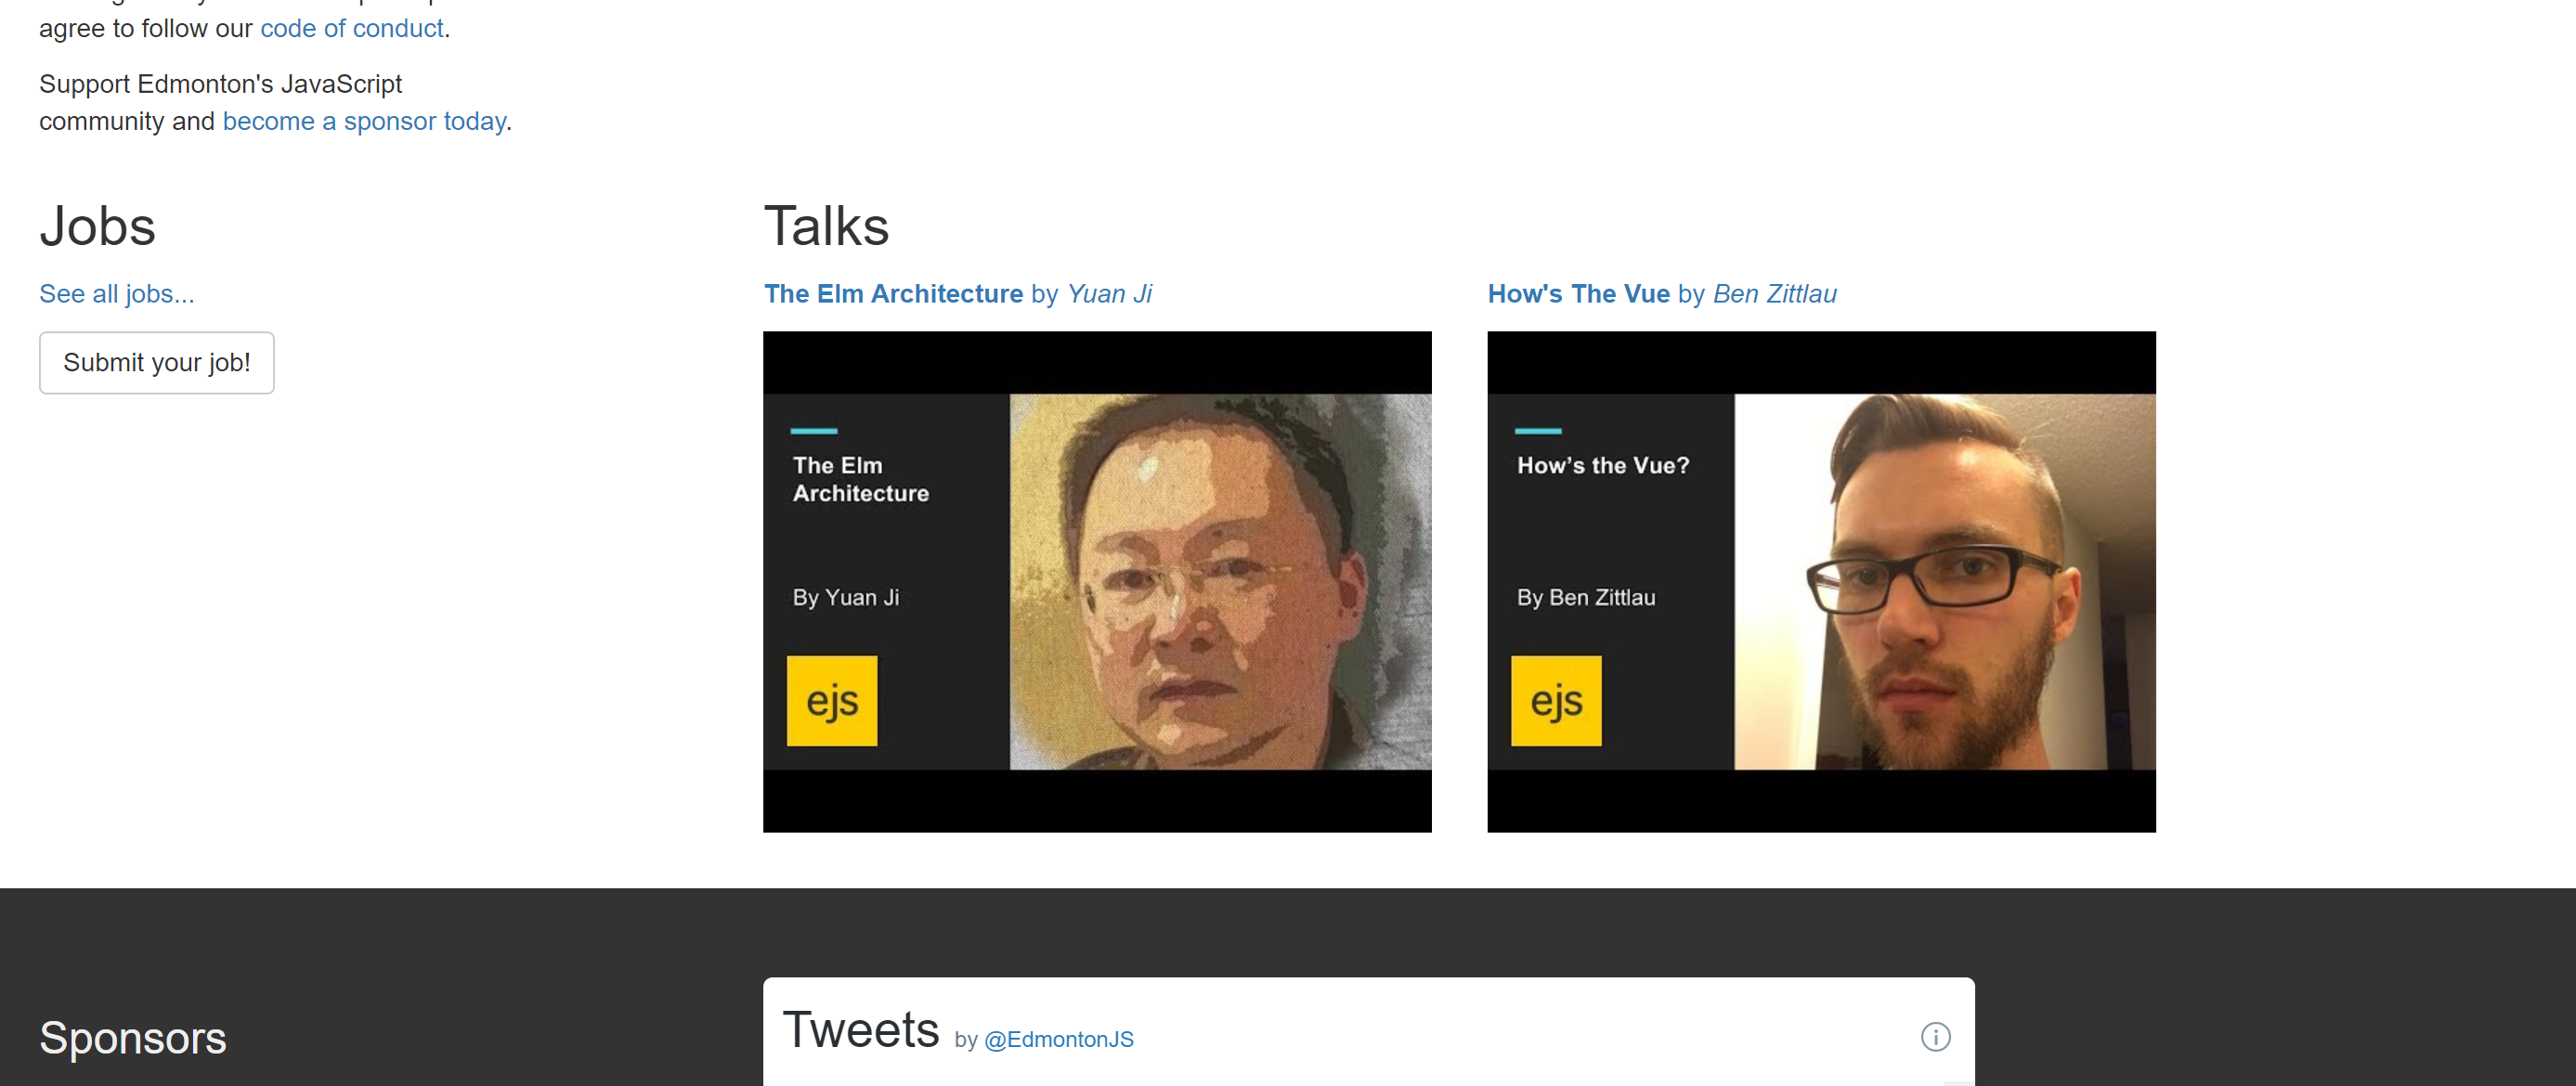 agree to follow our code of conduct.
Support Edmonton's JavaScript
community and become a sponsor today.
Jobs
See all jobs...
Submit your job!
Talks
The Elm Architecture by Yuan Ji
The Elm
Architecture
By Yuan Ji
ejs
How's The Vue by Ben Zittlau
How's the Vue?
By Ben Zittlau
ejs
Sponsors
Tweets by @EdmontonJS